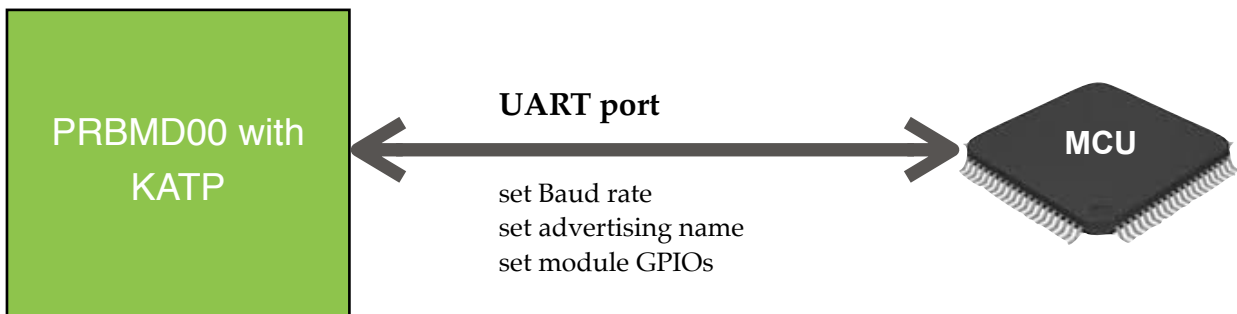 PRBMD00 with
KATP
UART port
set Baud rate
set advertising name
set module GPIOs
MCU